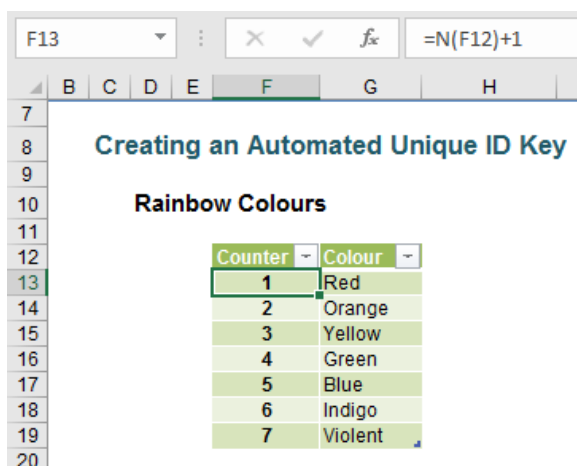 F13 fx =N(F12)+1
B C D E F G H
7
8 Creating an Automated Unique ID Key
9
10 Rainbow Colours
11
12 Counter Colour
13 1 Red
14 2 Orange
15 3 Yellow
16 4 Green
17 5 Blue
18 6 Indigo
19 7 Violent
20